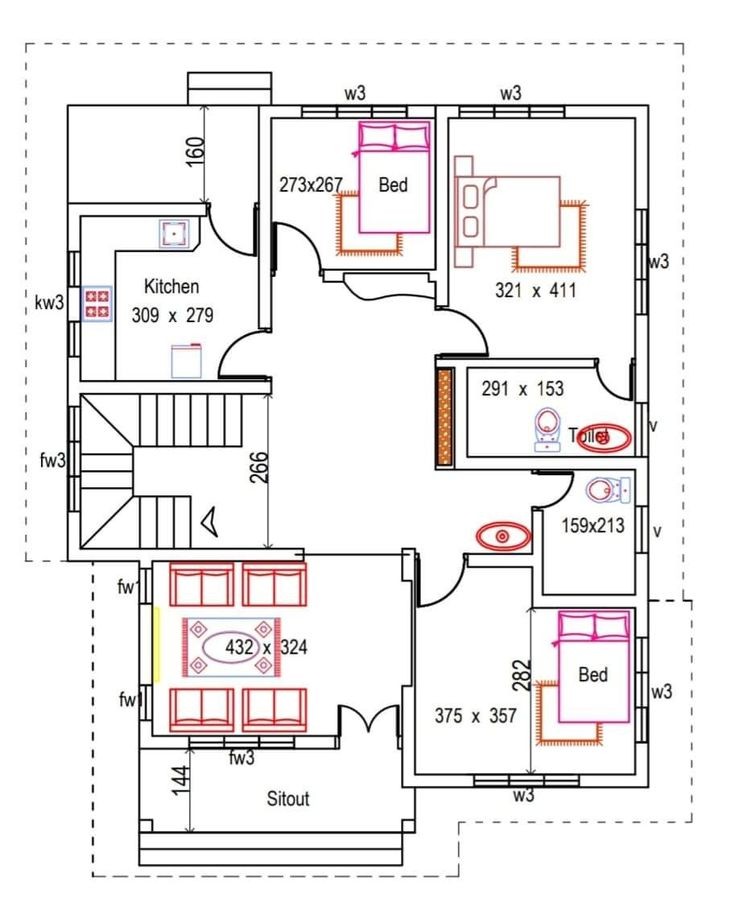 w3
w3
160
273x267
Bed
w3
Kitchen
321 x 411
kw3
309 x 279
291 x 153
Toilet
v
fw3
266
159x213
v
fw1
432 x 324
282
Bed
w3
fw1
375 x 357
fw3
144
Sitout
w3